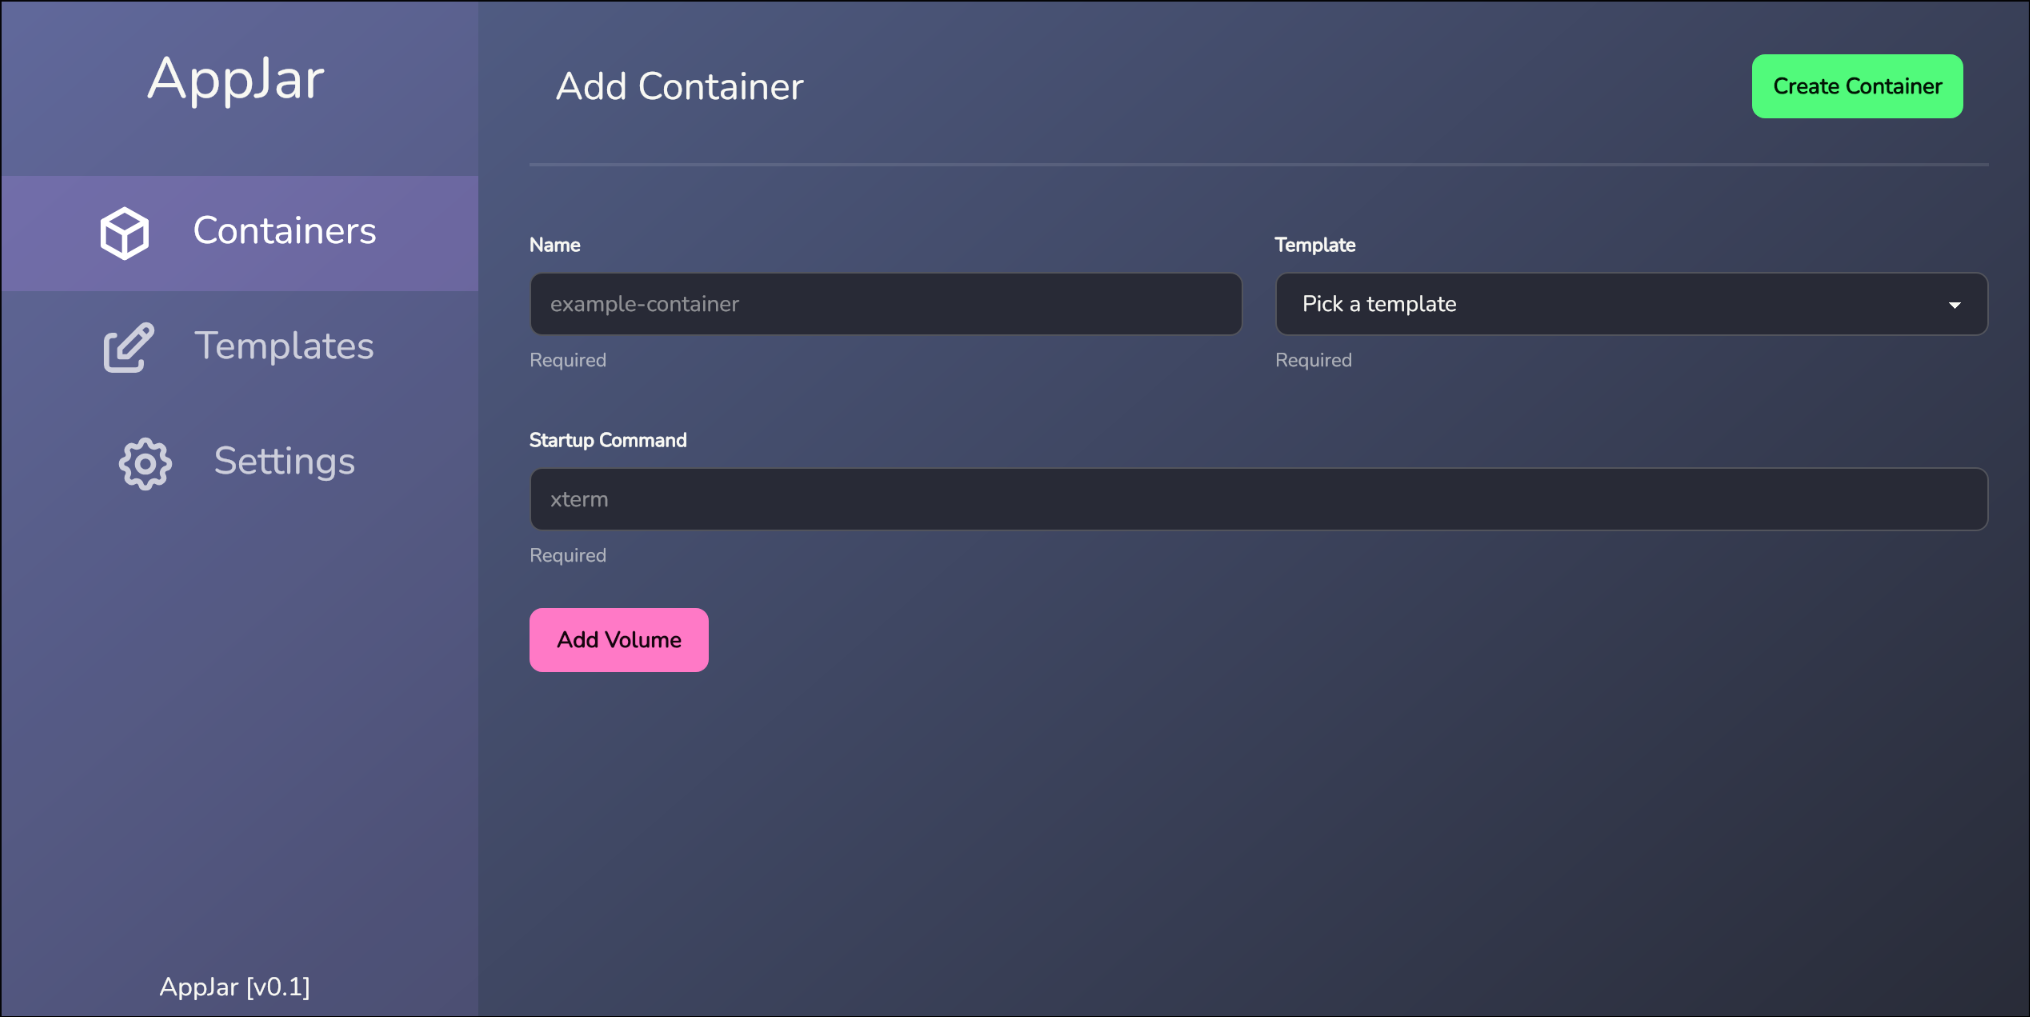 AppJar
Containers
Templates
Settings
AppJar [v0.1]
Add Container
Create Container
Name
example-container
Required
Template
Pick a template
Required
Startup Command
xterm
Required
Add Volume